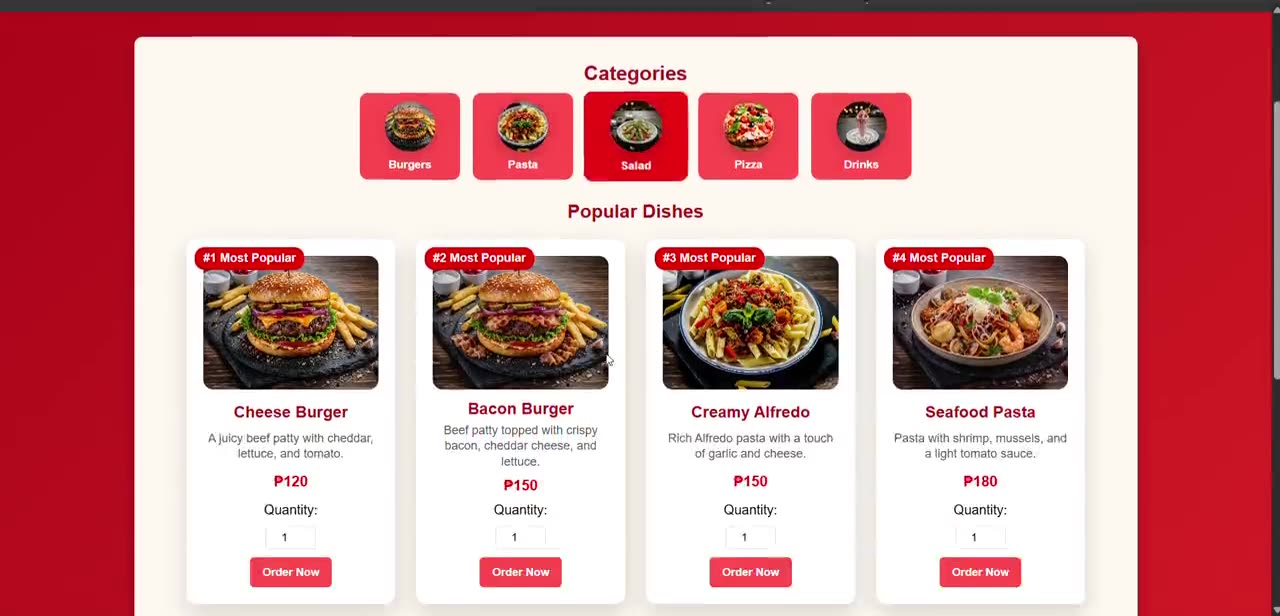 Categories
Burgers
Pasta
Salad
Pizza
Drinks
Popular Dishes
#1 Most Popular
Cheese Burger
A juicy beef patty with cheddar,
lettuce, and tomato.
₱120
Quantity:
1
Order Now
#2 Most Popular
Bacon Burger
Beef patty topped with crispy
bacon, cheddar cheese, and
lettuce.
₱150
Quantity:
1
Order Now
#3 Most Popular
Creamy Alfredo
Rich Alfredo pasta with a touch
of garlic and cheese.
₱150
Quantity:
1
Order Now
#4 Most Popular
Seafood Pasta
Pasta with shrimp, mussels, and
a light tomato sauce.
₱180
Quantity:
1
Order Now